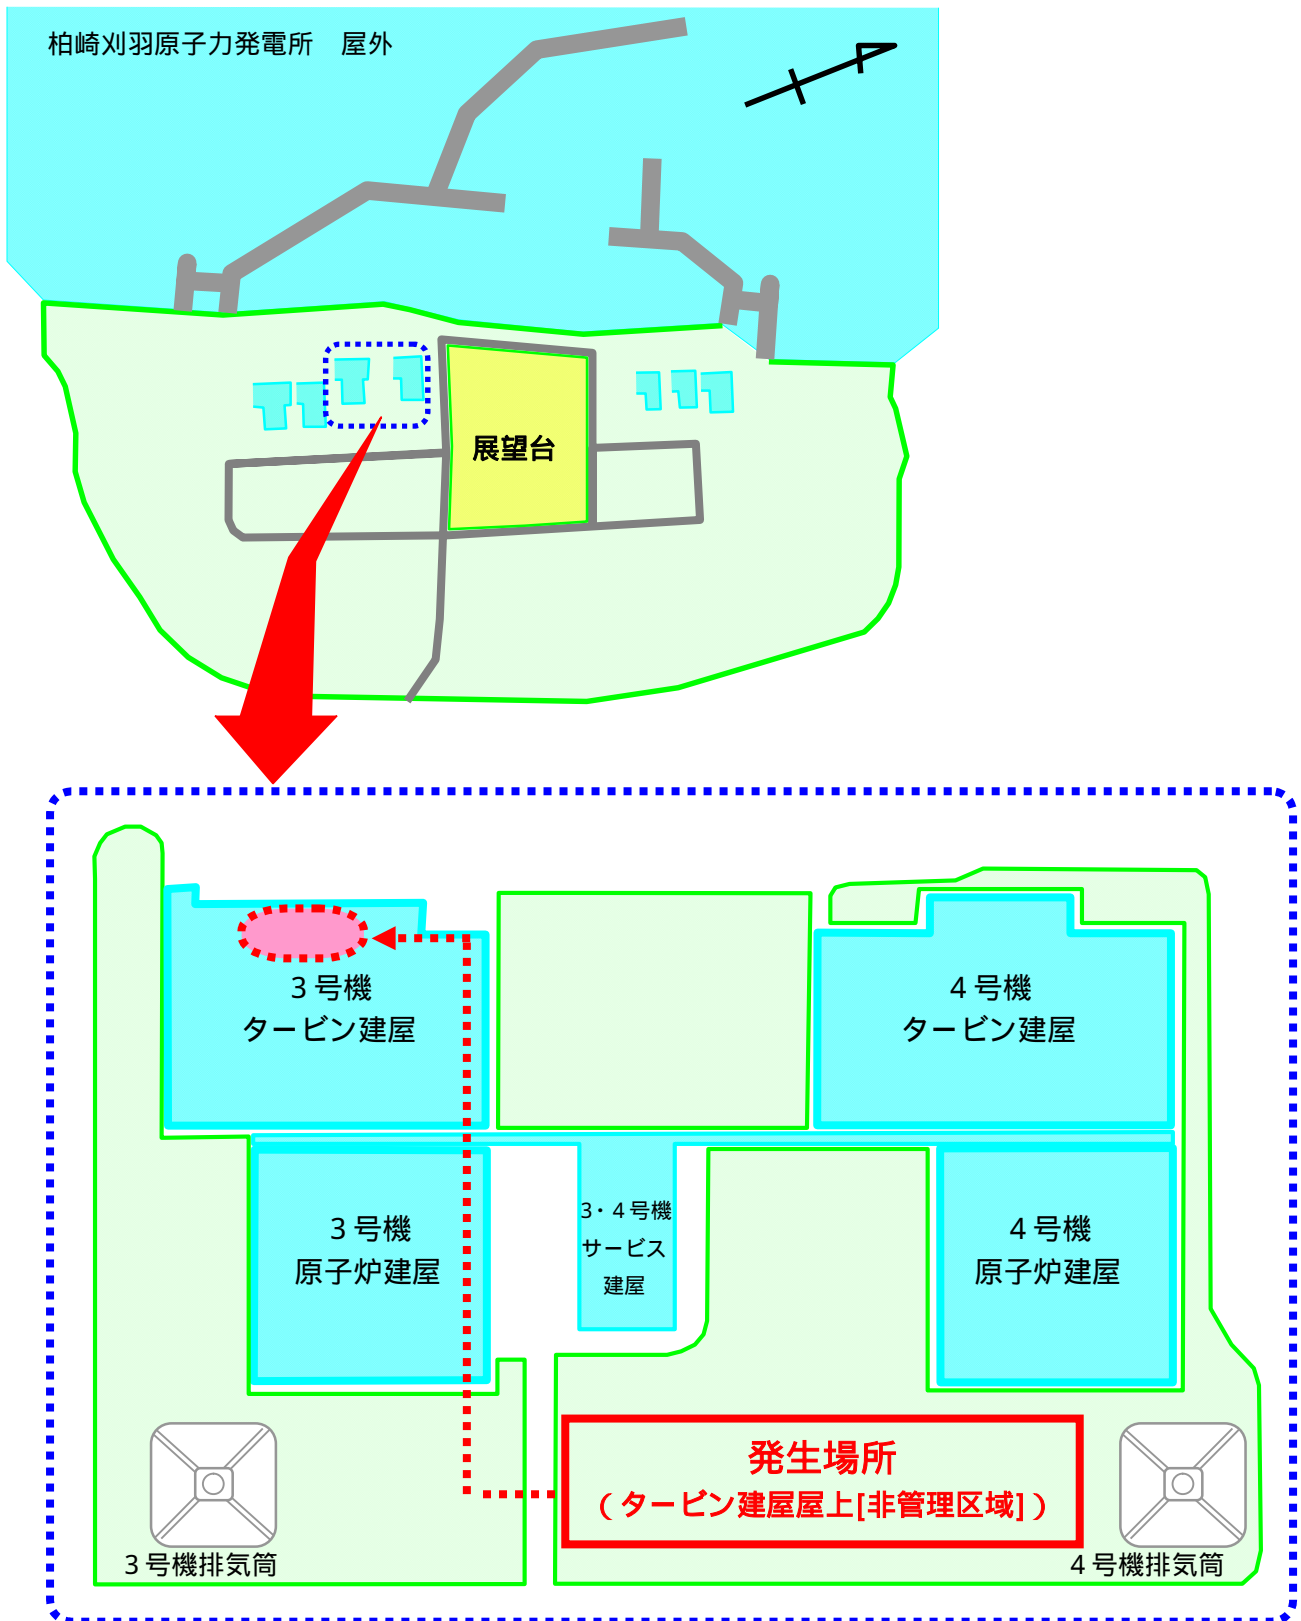 柏崎刈羽原子力発電所　屋外
展望台
３号機
タービン建屋
４号機
タービン建屋
３号機
原子炉建屋
3・４号機
サービス
建屋
４号機
原子炉建屋
発生場所
（タービン建屋屋上[非管理区域]）
３号機排気筒
４号機排気筒